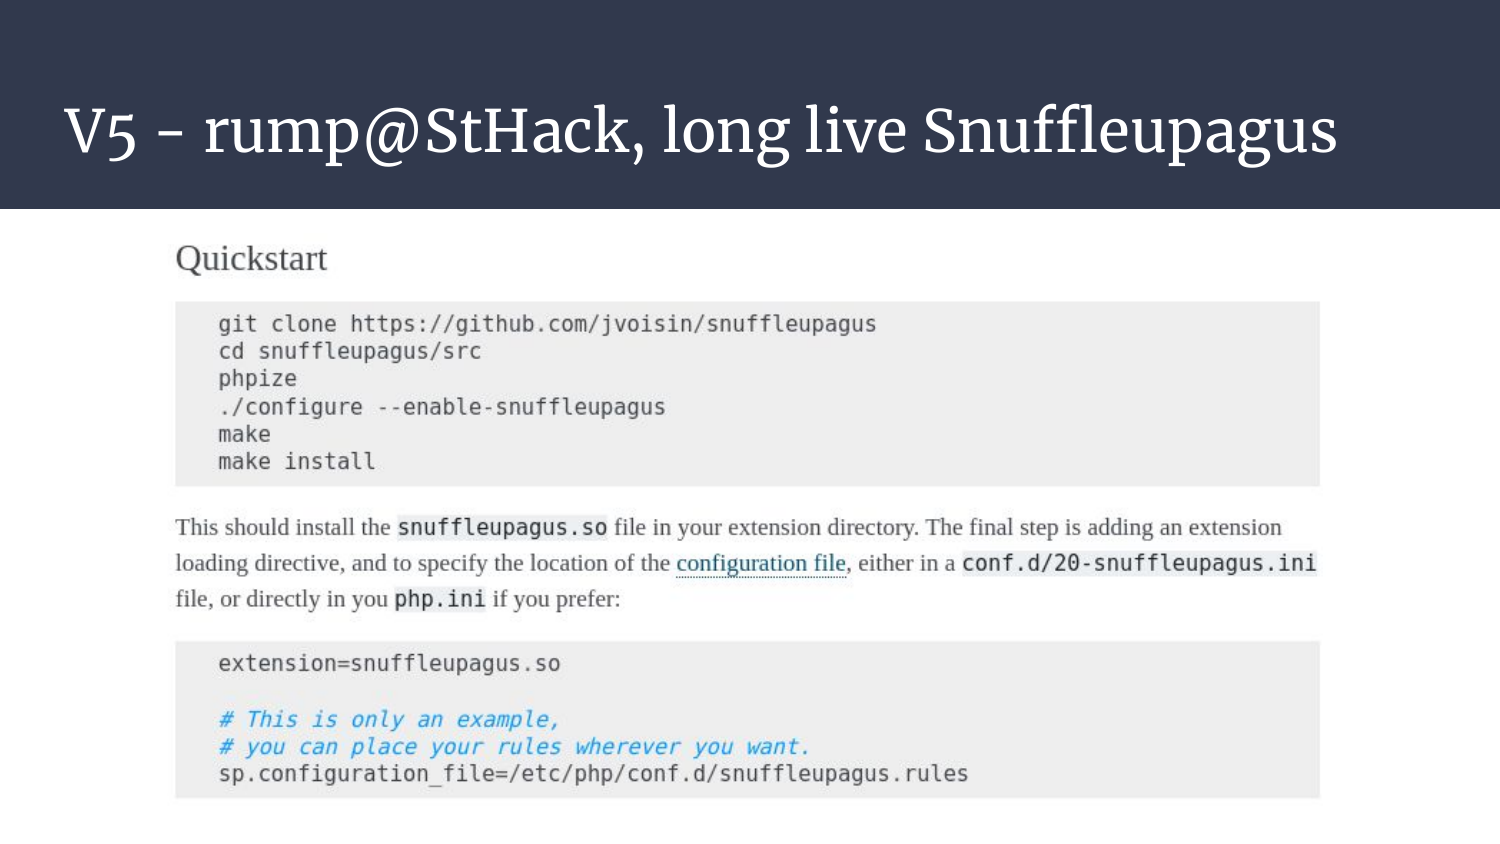 V5 - rump@StHack, long live Snuffleupagus
Quickstart
git clone https://github.com/jvoisin/snuffleupagus
cd snuffleupagus/src
phpize
./configure --enable-snuffleupagus
make
make install
This should install the snuffleupagus.so file in your extension directory. The final step is adding an extension
loading directive, and to specify the location of the configuration file, either in a conf.d/20-snuffleupagus.ini
file, or directly in you php.ini if you prefer:
extension=snuffleupagus.so
# This is only an example,
# you can place your rules wherever you want.
sp.configuration_file=/etc/php/conf.d/snuffleupagus.rules